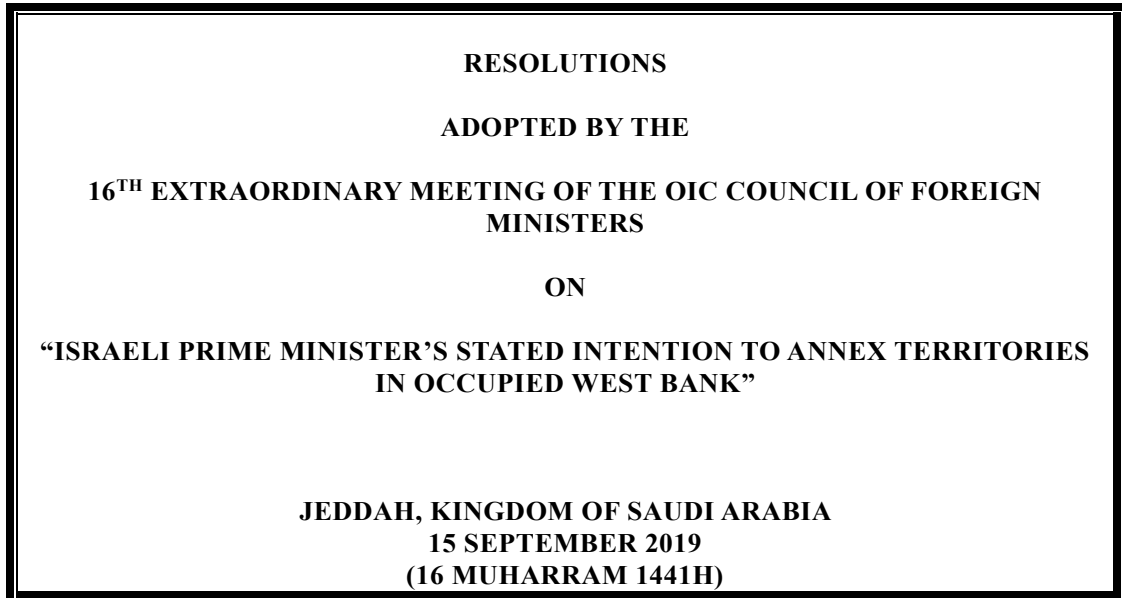 RESOLUTIONS
ADOPTED BY THE
16TH EXTRAORDINARY MEETING OF THE OIC COUNCIL OF FOREIGN
MINISTERS
ON
“ISRAELI PRIME MINISTER’S STATED INTENTION TO ANNEX TERRITORIES
IN OCCUPIED WEST BANK”
JEDDAH, KINGDOM OF SAUDI ARABIA
15 SEPTEMBER 2019
(16 MUHARRAM 1441H)